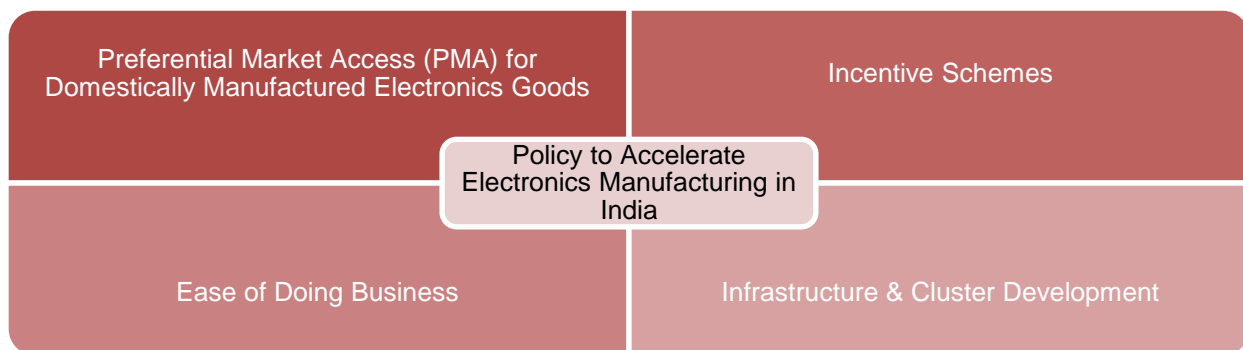 Preferential Market Access (PMA) for
Domestically Manufactured Electronics Goods
Incentive Schemes
Policy to Accelerate
Electronics Manufacturing in
India
Ease of Doing Business
Infrastructure & Cluster Development